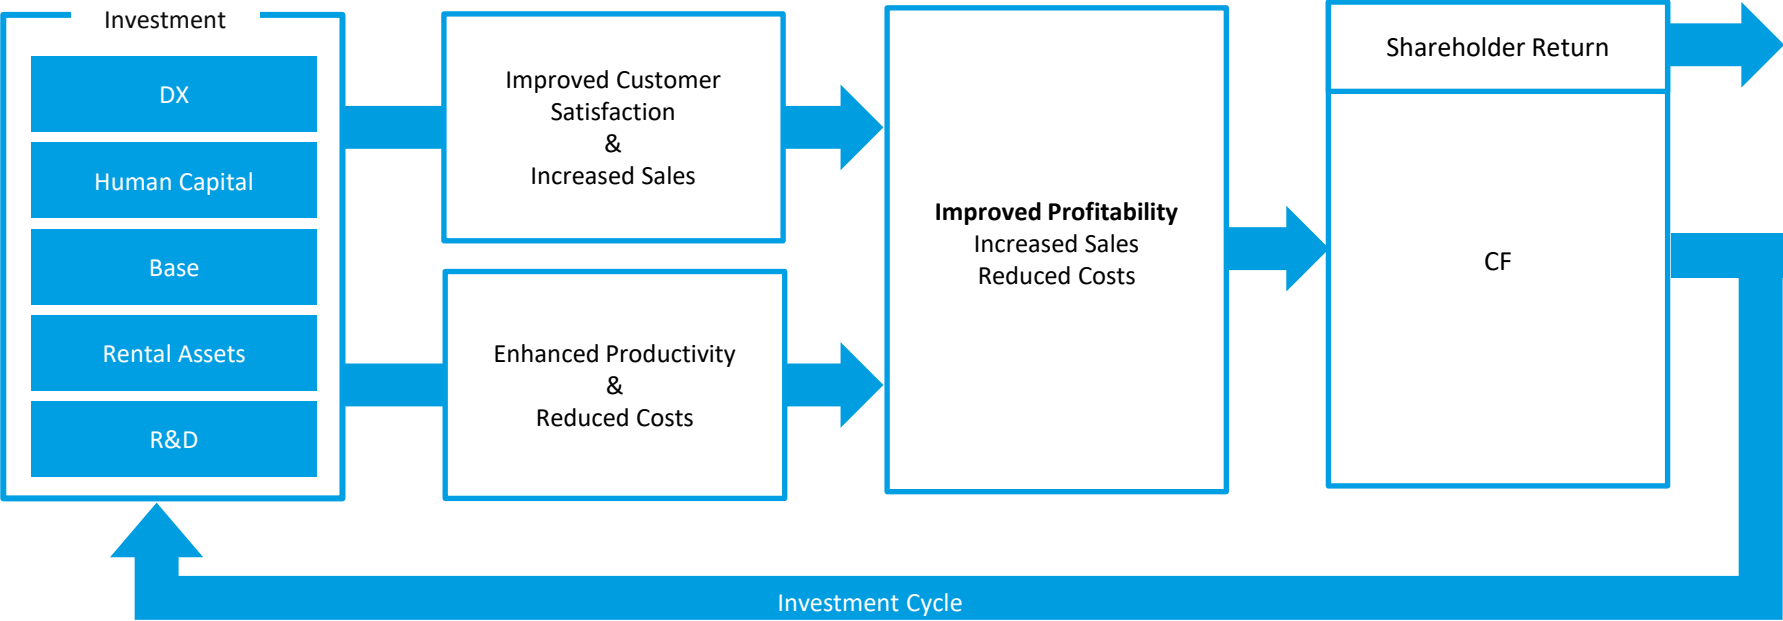 Investment
DX
Human Capital
Base
Rental Assets
R&D
Improved Customer
Satisfaction
&
Increased Sales
Enhanced Productivity
&
Reduced Costs
Improved Profitability
Increased Sales
Reduced Costs
Shareholder Return
CF
Investment Cycle